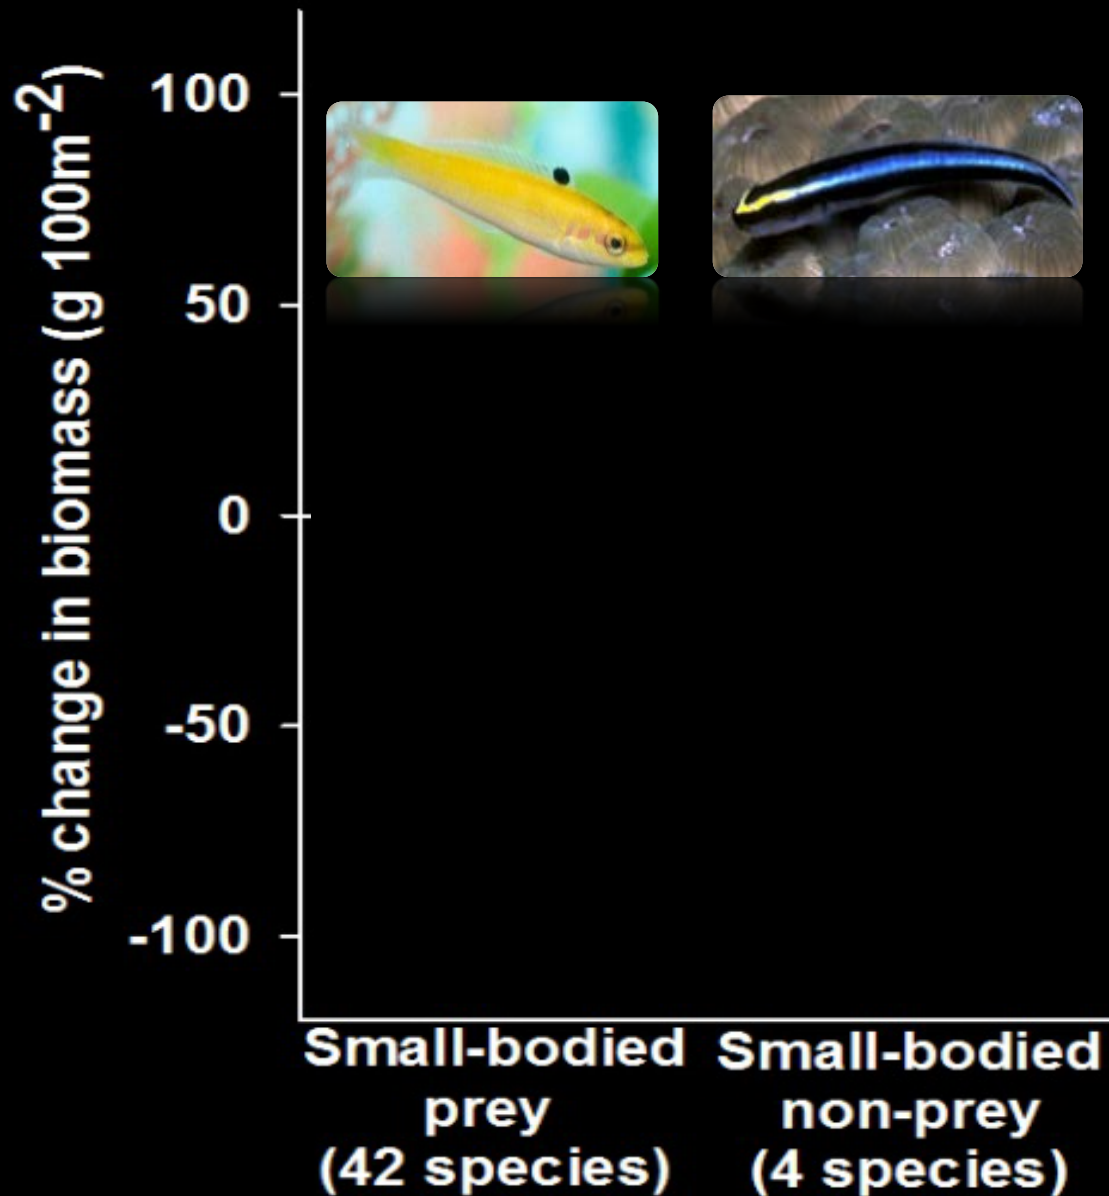 % change in biomass (g 100m⁻²)
100
50
0
-50
-100
Small-bodied
prey
(42 species)
Small-bodied
non-prey
(4 species)